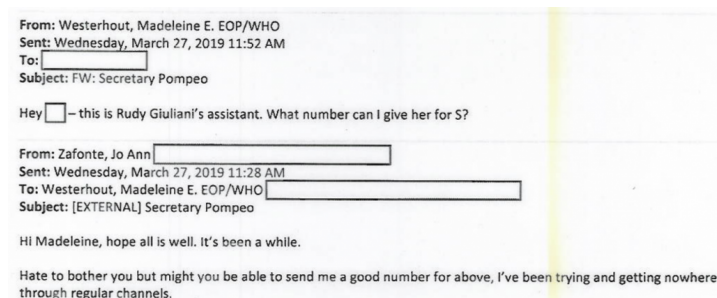 From: Westerhout, Madeleine E. EOP/WHO
Sent: Wednesday, March 27, 2019 11:52 AM
To:
Subject: FW: Secretary Pompeo
Hey – this is Rudy Giuliani's assistant. What number can I give her for S?
From: Zafonte, Jo Ann
Sent: Wednesday, March 27, 2019 11:28 AM
To: Westerhout, Madeleine E. EOP/WHO
Subject: [EXTERNAL] Secretary Pompeo
Hi Madeleine, hope all is well. It's been a while.
Hate to bother you but might you be able to send me a good number for above, I've been trying and getting nowhere
through regular channels.